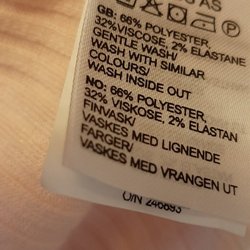 AS
GB: 66% POLYESTER,
32%VISCOSE, 2% ELASTANE
GENTLE WASH/
WASH WITH SIMILAR
COLOURS/
WASH INSIDE OUT
NO: 66% POLYESTER,
32% VISKOSE, 2% ELASTAN
FINVASK/
VASKES MED LIGNENDE
FARGER/
VASKES MED VRANGEN UT
O/N 246893